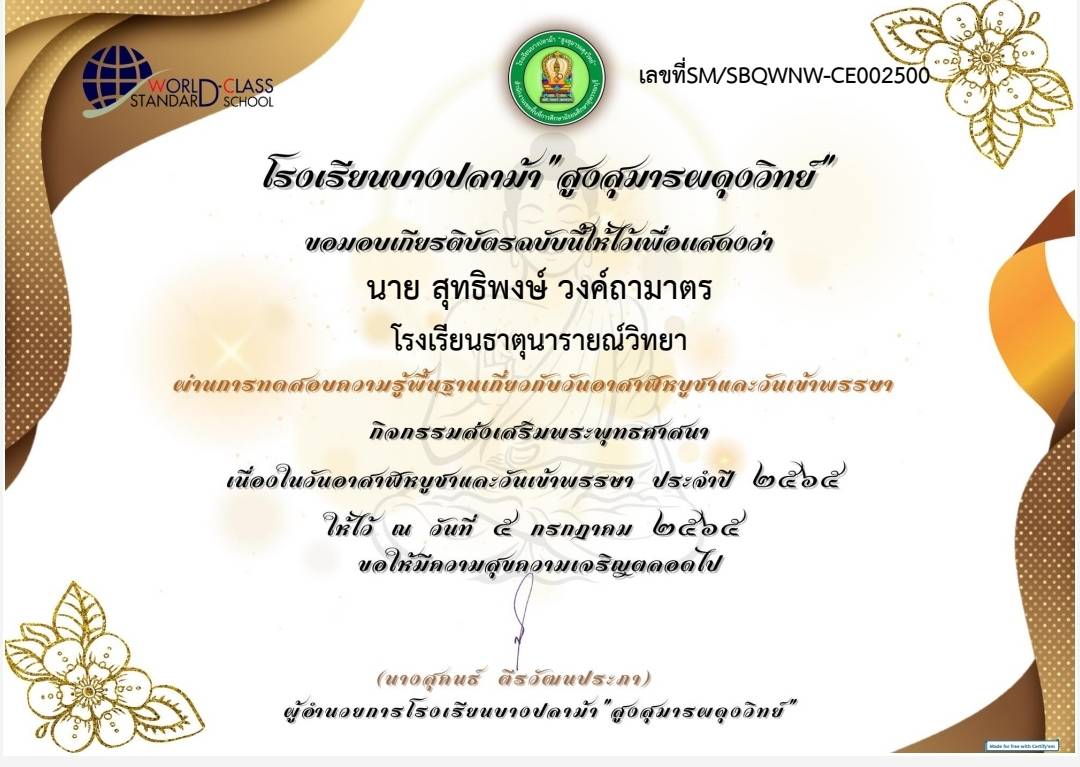 WORLD-CLASS
STANDARD SCHOOL
เลขที่SM/SBQWNW-CE002500
โรงเรียนบางปลาม้า"สูงสุมารผดุงวิทย์"
ขอมอบเกียรติบัตรฉบับนี้ให้ไว้เพื่อแสดงว่า
นาย สุทธิพงษ์ วงค์ถามาตร
โรงเรียนธาตุนารายณ์วิทยา
ผ่านการทดสอบความรู้พื้นฐานเกี่ยวกับวันอาสาฬหบูชาและวันเข้าพรรษา
กิจกรรมส่งเสริมพระพุทธศาสนา
เนื่องในวันอาสาฬหบูชาและวันเข้าพรรษา ประจำปี ๒๕๖๕
ให้ไว้ ณ วันที่ ๕ กรกฎาคม ๒๕๖๕
ขอให้มีความสุขความเจริญตลอดไป
(นางสุคนธ์ ตีรวัฒนประภา)
ผู้อำนวยการโรงเรียนบางปลาม้า"สูงสุมารผดุงวิทย์"
Made for free with Certify'em